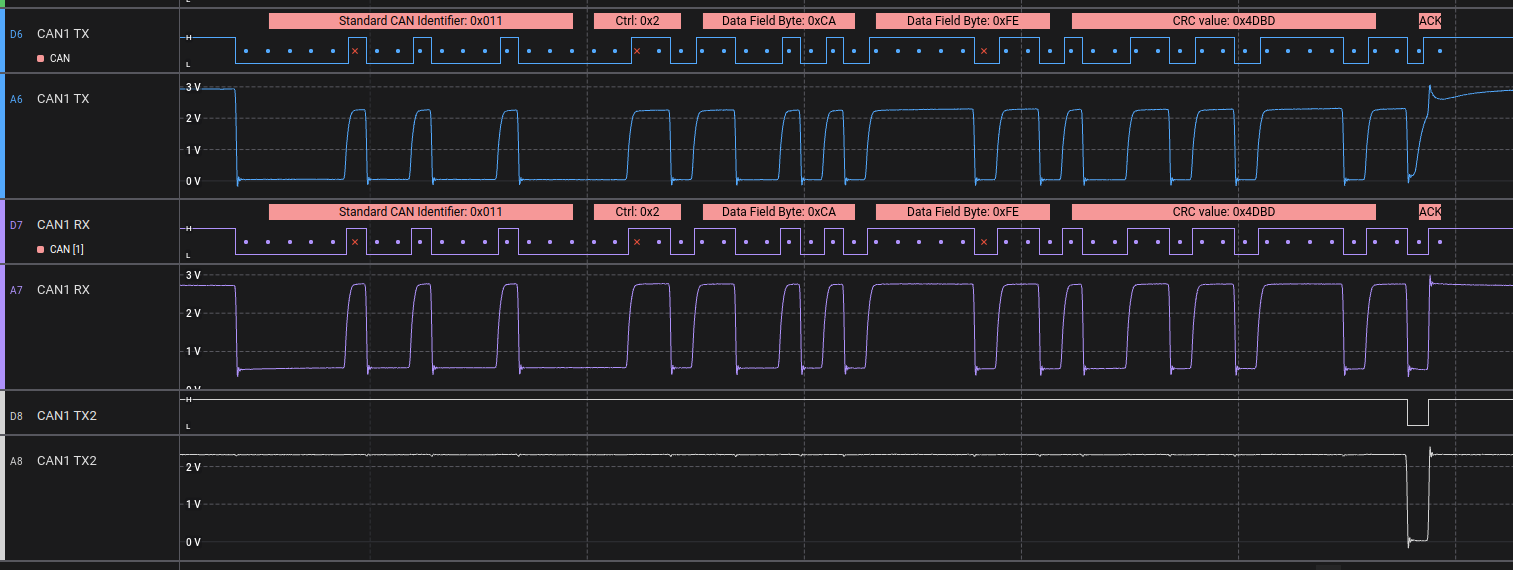 Standard CAN Identifier: 0x011 Ctrl: 0x2 Data Field Byte: 0xCA Data Field Byte: 0xFE CRC value: 0x4DBD ACK
D6 CAN1 TX
H
CAN
L
A6 CAN1 TX
3 V
2 V
1 V
0 V
Standard CAN Identifier: 0x011 Ctrl: 0x2 Data Field Byte: 0xCA Data Field Byte: 0xFE CRC value: 0x4DBD ACK
D7 CAN1 RX
H
CAN [1]
L
A7 CAN1 RX
3 V
2 V
1 V
H
D8 CAN1 TX2
L
A8 CAN1 TX2
2 V
1 V
0 V